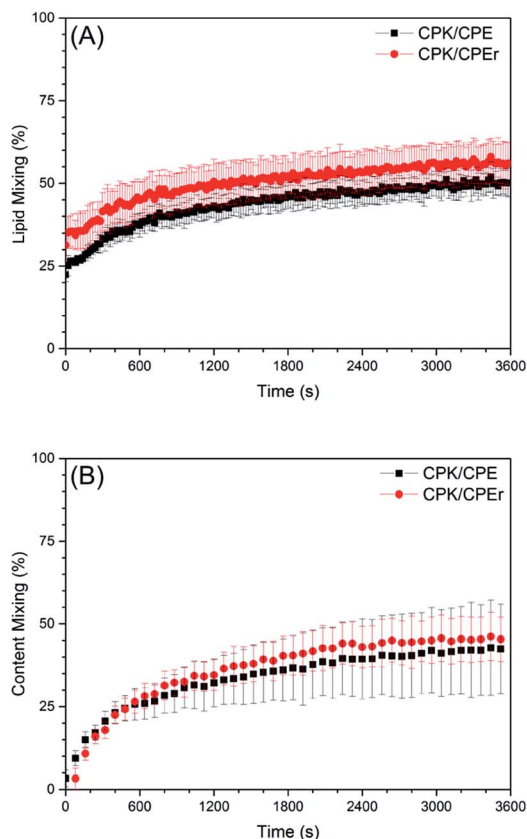 (A)
CPK/CPE
CPK/CPEr
100
75
50
25
0
Lipid Mixing (%)
0 600 1200 1800 2400 3000 3600
Time (s)
(B)
CPK/CPE
CPK/CPEr
100
75
50
25
0
Content Mixing (%)
0 600 1200 1800 2400 3000 3600
Time (s)